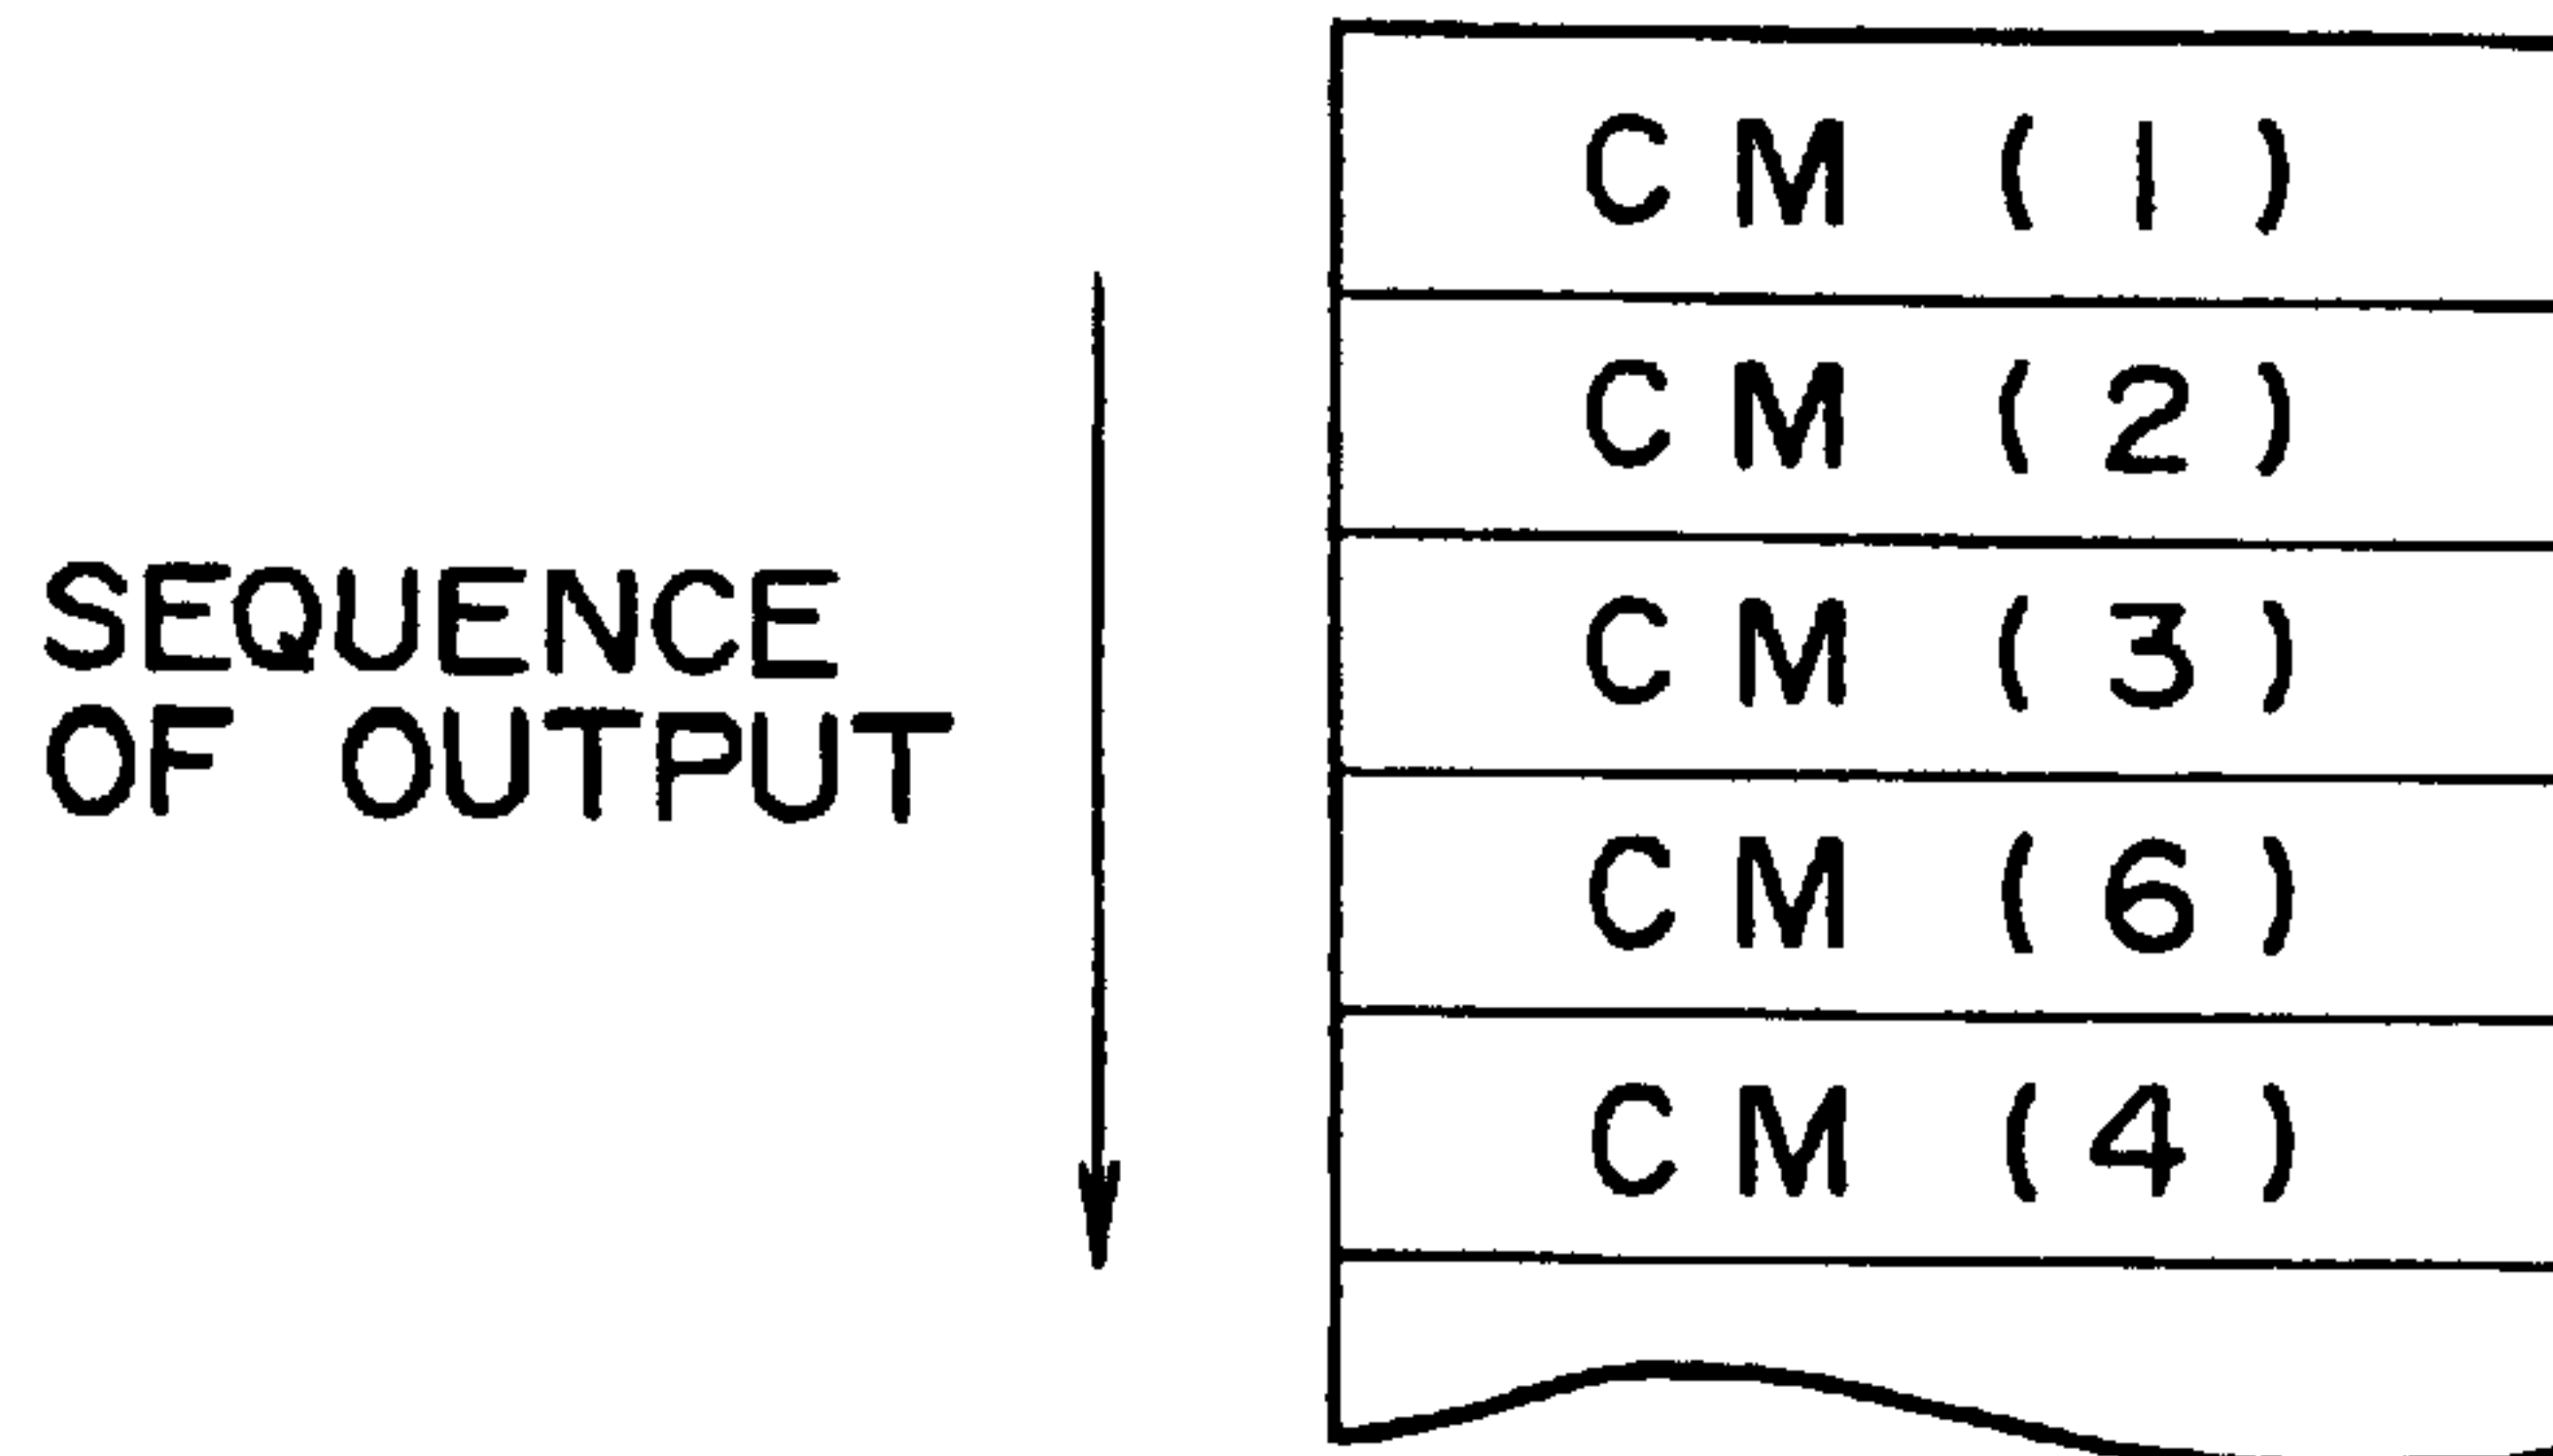 SEQUENCE
OF OUTPUT
CM (1)
CM (2)
CM (3)
CM (6)
CM (4)